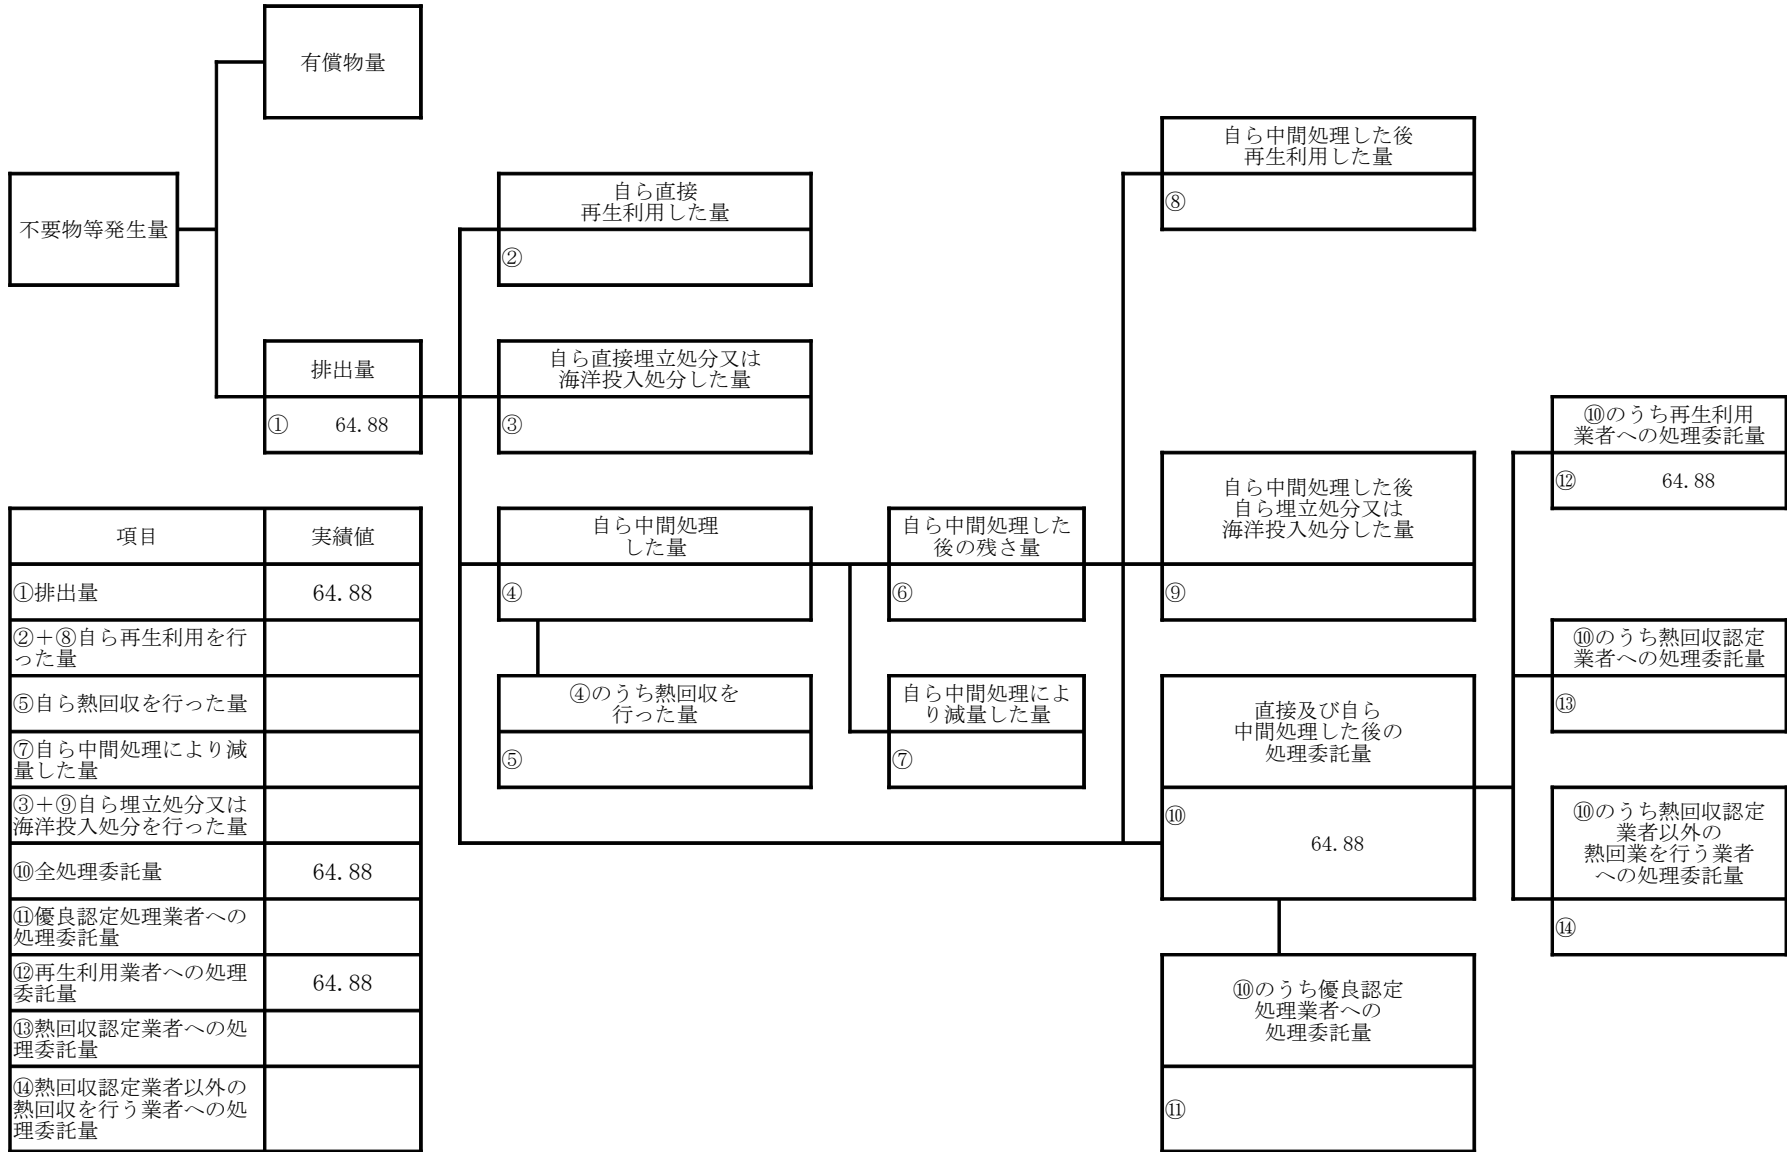 有償物量
不要物等発生量
排出量
① 64.88
自ら直接
再生利用した量
②
自ら直接埋立処分又は
海洋投入処分した量
③
自ら中間処理
した量
④
④のうち熱回収を
行った量
⑤
自ら中間処理した
後の残さ量
⑥
自ら中間処理によ
り減量した量
⑦
自ら中間処理した後
再生利用した量
⑧
自ら中間処理した後
自ら埋立処分又は
海洋投入処分した量
⑨
直接及び自ら
中間処理した後の
処理委託量
⑩
64.88
⑩のうち優良認定
処理業者への
処理委託量
⑪
⑩のうち再生利用
業者への処理委託量
⑫ 64.88
⑩のうち熱回収認定
業者への処理委託量
⑬
⑩のうち熱回収認定
業者以外の
熱回業を行う業者
への処理委託量
⑭
項目 実績値
①排出量 64.88
②＋⑧自ら再生利用を行
った量
⑤自ら熱回収を行った量
⑦自ら中間処理により減
量した量
③＋⑨自ら埋立処分又は
海洋投入処分を行った量
⑩全処理委託量 64.88
⑪優良認定処理業者への
処理委託量
⑫再生利用業者への処理
委託量 64.88
⑬熱回収認定業者への処
理委託量
⑭熱回収認定業者以外の
熱回収を行う業者への処
理委託量